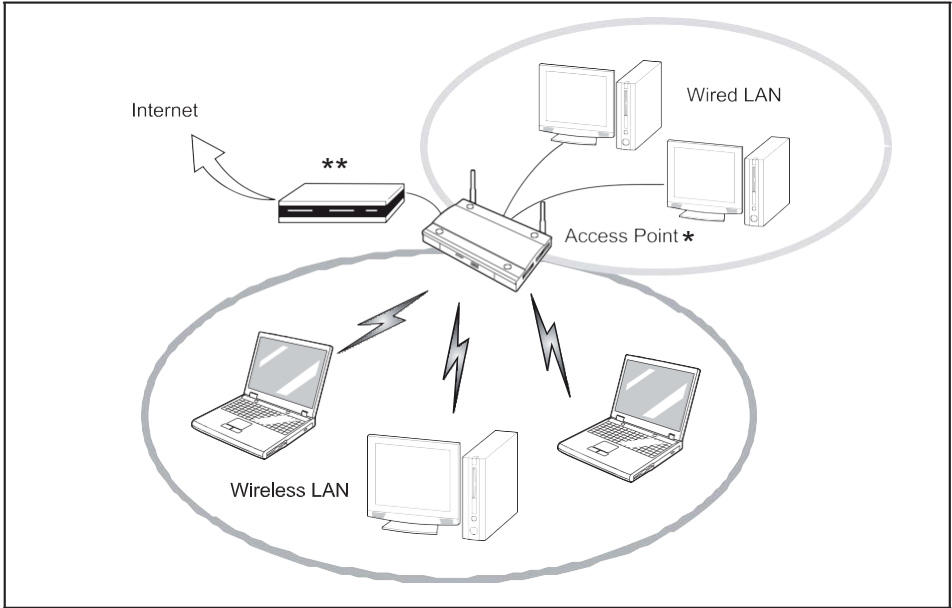 Internet
**
Wired LAN
Access Point *
Wireless LAN